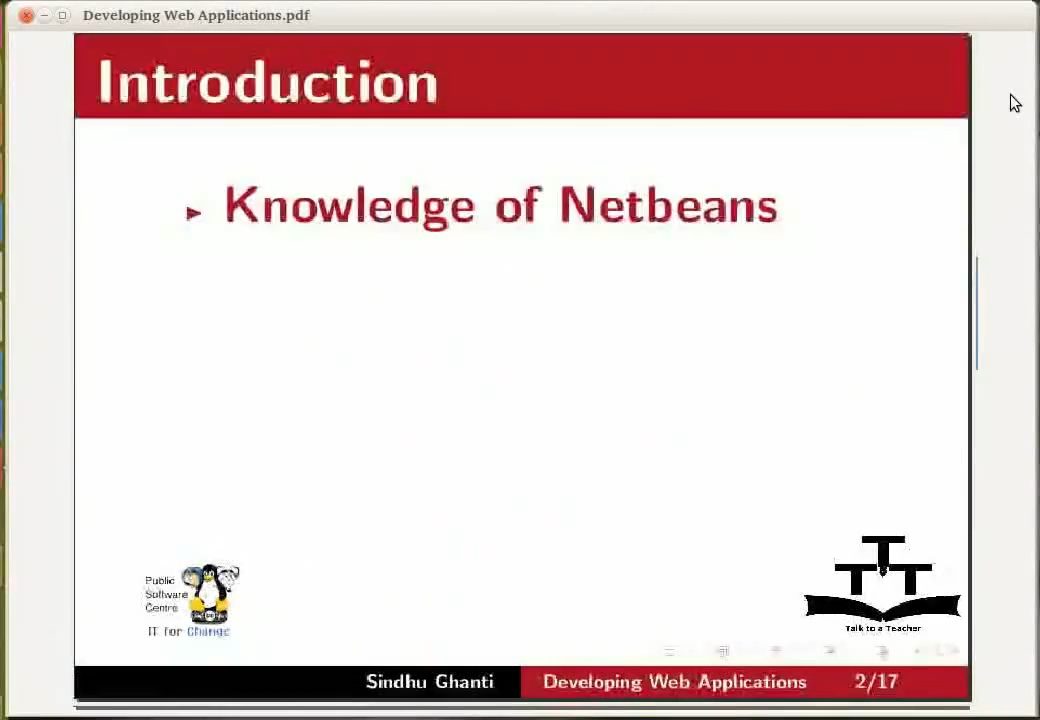 Developing Web Applications.pdf
Introduction
Knowledge of Netbeans
Public
Software
Centre
IT for Change
Talk to a Teacher
Sindhu Ghanti Developing Web Applications 2/17